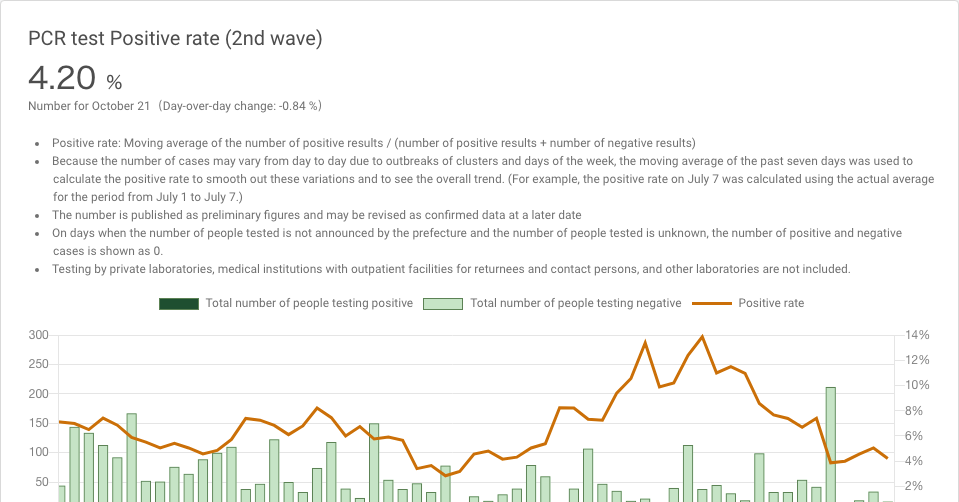 PCR test Positive rate (2nd wave)
4.20 %
Number for October 21 (Day-over-day change: -0.84 %)
• Positive rate: Moving average of the number of positive results / (number of positive results + number of negative results)
• Because the number of cases may vary from day to day due to outbreaks of clusters and days of the week, the moving average of the past seven days was used to
calculate the positive rate to smooth out these variations and to see the overall trend. (For example, the positive rate on July 7 was calculated using the actual average
for the period from July 1 to July 7.)
• The number is published as preliminary figures and may be revised as confirmed data at a later date
• On days when the number of people tested is not announced by the prefecture and the number of people tested is unknown, the number of positive and negative
cases is shown as 0.
• Testing by private laboratories, medical institutions with outpatient facilities for returnees and contact persons, and other laboratories are not included.
Total number of people testing positive Total number of people testing negative Positive rate
300 14%
250 12%
200 10%
150 8%
100 6%
50 4%
2%